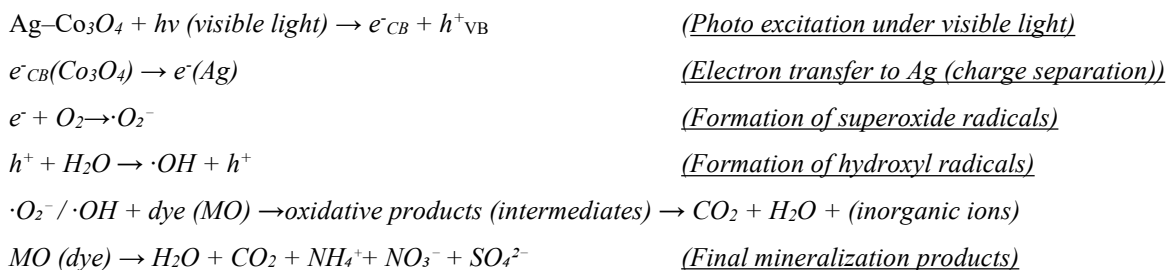 Ag–Co₃O₄ + hv (visible light) → e⁻CB + h⁺VB (Photo excitation under visible light)
e⁻CB(Co₃O₄) → e⁻(Ag) (Electron transfer to Ag (charge separation))
e⁻ + O₂→·O₂⁻ (Formation of superoxide radicals)
h⁺ + H₂O → ·OH + h⁺ (Formation of hydroxyl radicals)
·O₂⁻ / ·OH + dye (MO) →oxidative products (intermediates) → CO₂ + H₂O + (inorganic ions)
MO (dye) → H₂O + CO₂ + NH₄⁺+ NO₃⁻ + SO₄²⁻ (Final mineralization products)